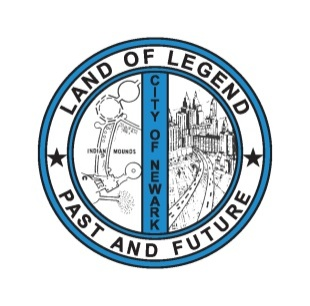 LAND OF LEGEND
CITY OF NEWARK
INDIAN MOUNDS
PAST AND FUTURE